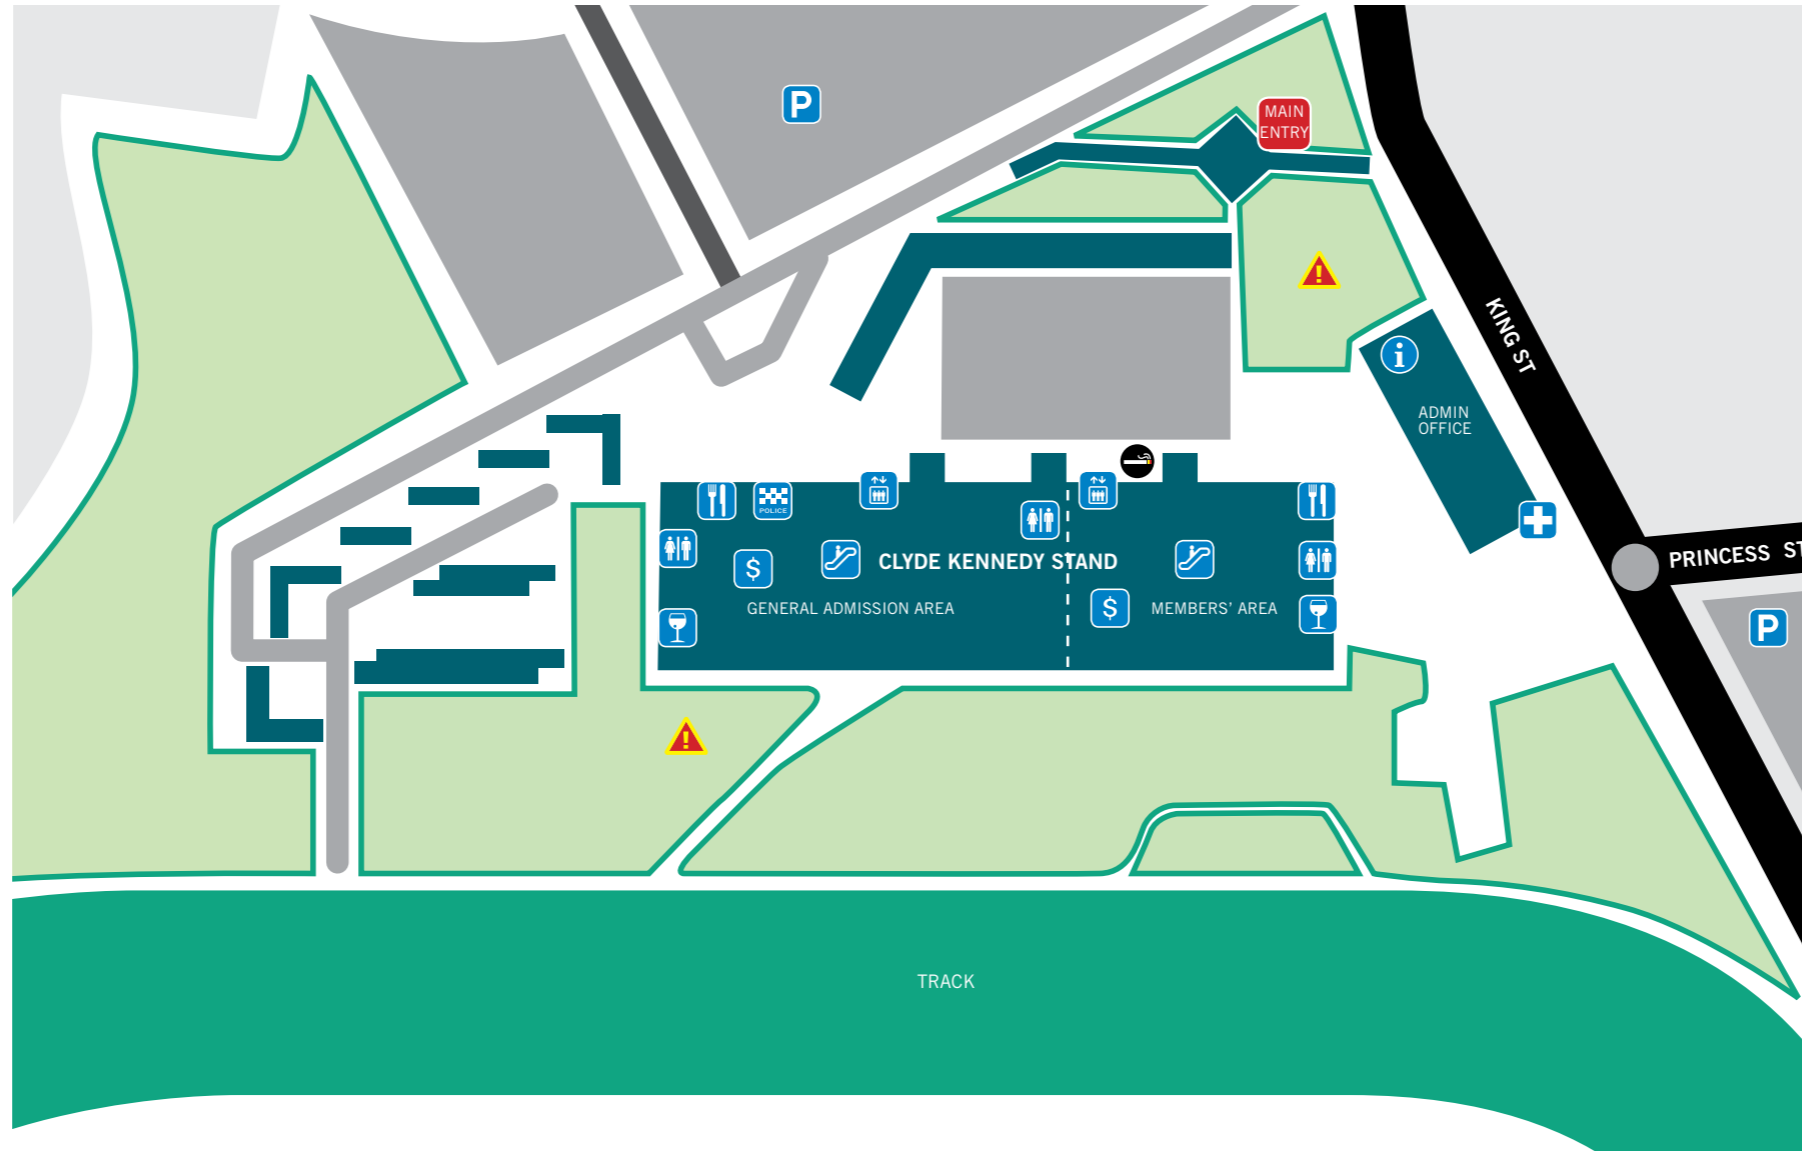 P
MAIN
ENTRY
KING ST
i
ADMIN
OFFICE
POLICE
PRINCESS ST
$
CLYDE KENNEDY STAND
GENERAL ADMISSION AREA
$
MEMBERS' AREA
P
!
!
TRACK